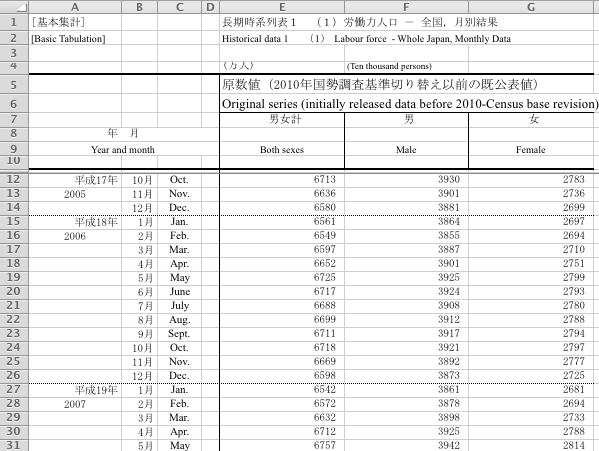 A B C D E F G
1 ［基本集計］ 長期時系列表１ （１）労働力人口 － 全国，月別結果
2 [Basic Tabulation] Historical data 1 （1） Labour force - Whole Japan, Monthly Data
3
4 （万人） (Ten thousand persons)
5 原数値（2010年国勢調査基準切り替え以前の既公表値）
6 Original series (initially released data before 2010-Census base revision)
7 男女計 男 女
8 年 月
9 Year and month Both sexes Male Female
10
12 平成17年 10月 Oct. 6713 3930 2783
13 2005 11月 Nov. 6636 3901 2736
14 12月 Dec. 6580 3881 2699
15 平成18年 1月 Jan. 6561 3864 2697
16 2006 2月 Feb. 6549 3855 2694
17 3月 Mar. 6597 3887 2710
18 4月 Apr. 6652 3901 2751
19 5月 May 6725 3925 2799
20 6月 June 6717 3924 2793
21 7月 July 6688 3908 2780
22 8月 Aug. 6699 3912 2788
23 9月 Sept. 6711 3917 2794
24 10月 Oct. 6718 3921 2797
25 11月 Nov. 6669 3892 2777
26 12月 Dec. 6598 3873 2725
27 平成19年 1月 Jan. 6542 3861 2681
28 2007 2月 Feb. 6572 3878 2694
29 3月 Mar. 6632 3898 2733
30 4月 Apr. 6712 3925 2788
31 5月 May 6757 3942 2814